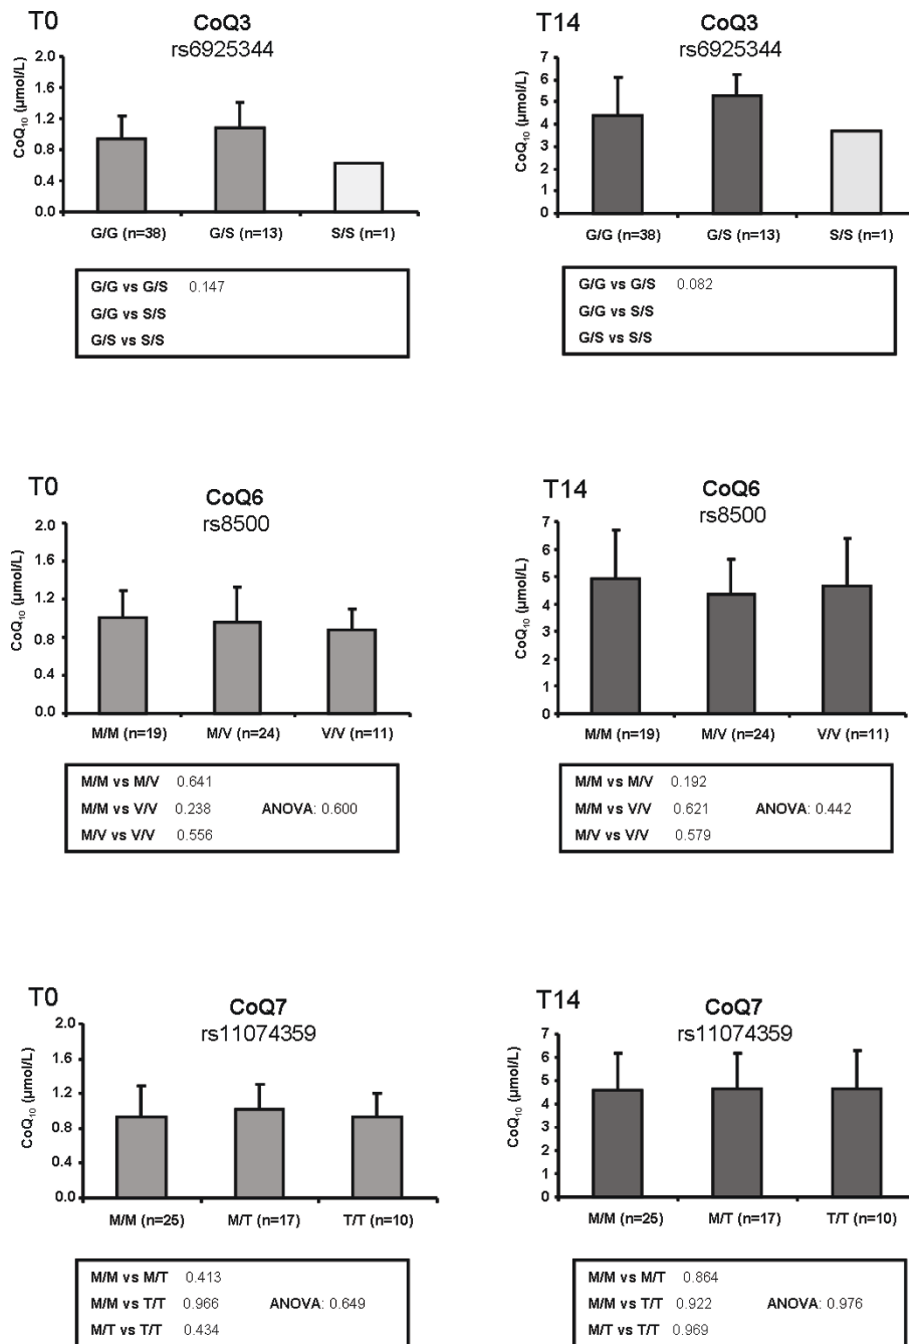 T0
CoQ3
rs6925344
CoQ₁₀ (µmol/L)
2.0
1.6
1.2
0.8
0.4
0.0
G/G (n=38) G/S (n=13) S/S (n=1)
G/G vs G/S 0.147
G/G vs S/S
G/S vs S/S
T14
CoQ3
rs6925344
CoQ₁₀ (µmol/L)
7
6
5
4
3
2
1
0
G/G (n=38) G/S (n=13) S/S (n=1)
G/G vs G/S 0.082
G/G vs S/S
G/S vs S/S
T0
CoQ6
rs8500
CoQ₁₀ (µmol/L)
2.0
1.6
1.2
0.8
0.4
0.0
M/M (n=19) M/V (n=24) V/V (n=11)
M/M vs M/V 0.641
M/M vs V/V 0.238 ANOVA: 0.600
M/V vs V/V 0.556
T14
CoQ6
rs8500
CoQ₁₀ (µmol/L)
7
6
5
4
3
2
1
0
M/M (n=19) M/V (n=24) V/V (n=11)
M/M vs M/V 0.192
M/M vs V/V 0.621 ANOVA: 0.442
M/V vs V/V 0.579
T0
CoQ7
rs11074359
CoQ₁₀ (µmol/L)
2.0
1.6
1.2
0.8
0.4
0.0
M/M (n=25) M/T (n=17) T/T (n=10)
M/M vs M/T 0.413
M/M vs T/T 0.966 ANOVA: 0.649
M/T vs T/T 0.434
T14
CoQ7
rs11074359
CoQ₁₀ (µmol/L)
7
6
5
4
3
2
1
0
M/M (n=25) M/T (n=17) T/T (n=10)
M/M vs M/T 0.864
M/M vs T/T 0.922 ANOVA: 0.976
M/T vs T/T 0.969